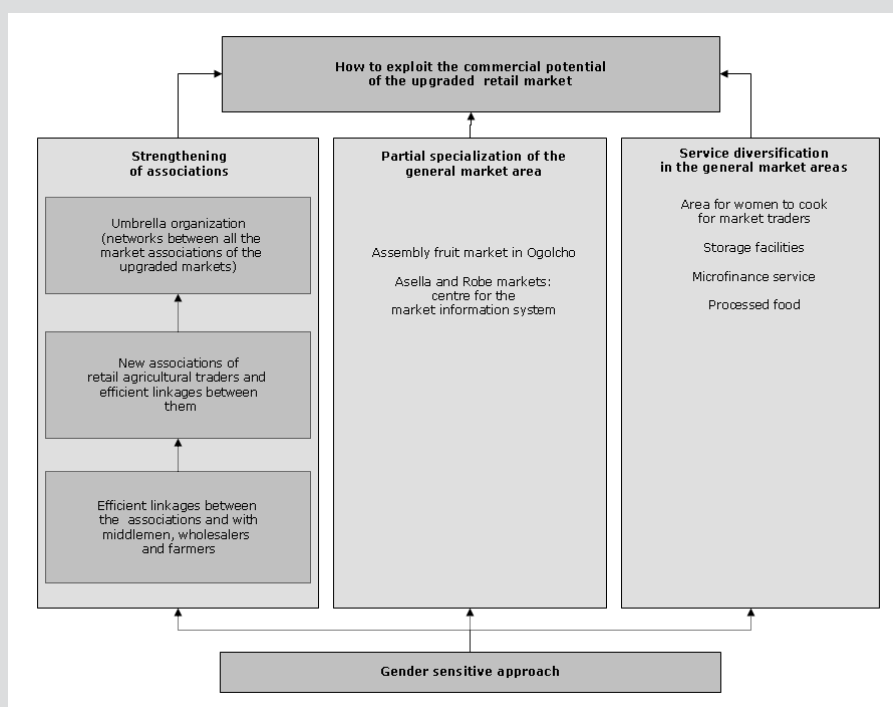 How to exploit the commercial potential
of the upgraded retail market
Strengthening
of associations
Umbrella organization
(networks between all the
market associations of the
upgraded markets)
New associations of
retail agricultural traders and
efficient linkages between
them
Efficient linkages between
the associations and with
middlemen, wholesalers
and farmers
Partial specialization of the
general market area
Assembly fruit market in Ogolcho
Asella and Robe markets:
centre for the
market information system
Service diversification
in the general market areas
Area for women to cook
for market traders
Storage facilities
Microfinance service
Processed food
Gender sensitive approach